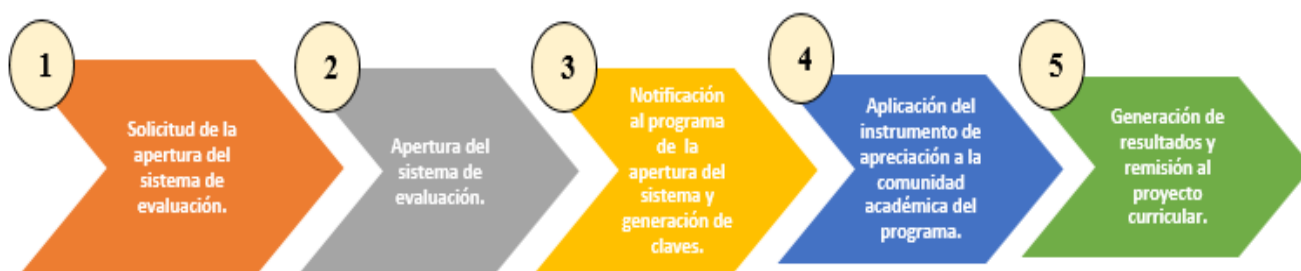 1
Solicitud de la
apertura del
sistema de
evaluación.
2
Apertura del
sistema de
evaluación.
3
Notificación
al programa
de la
apertura del
sistema y
generación de
claves.
4
Aplicación del
instrumento de
apreciación a la
comunidad
académica del
programa.
5
Generación de
resultados y
remisión al
proyecto
curricular.